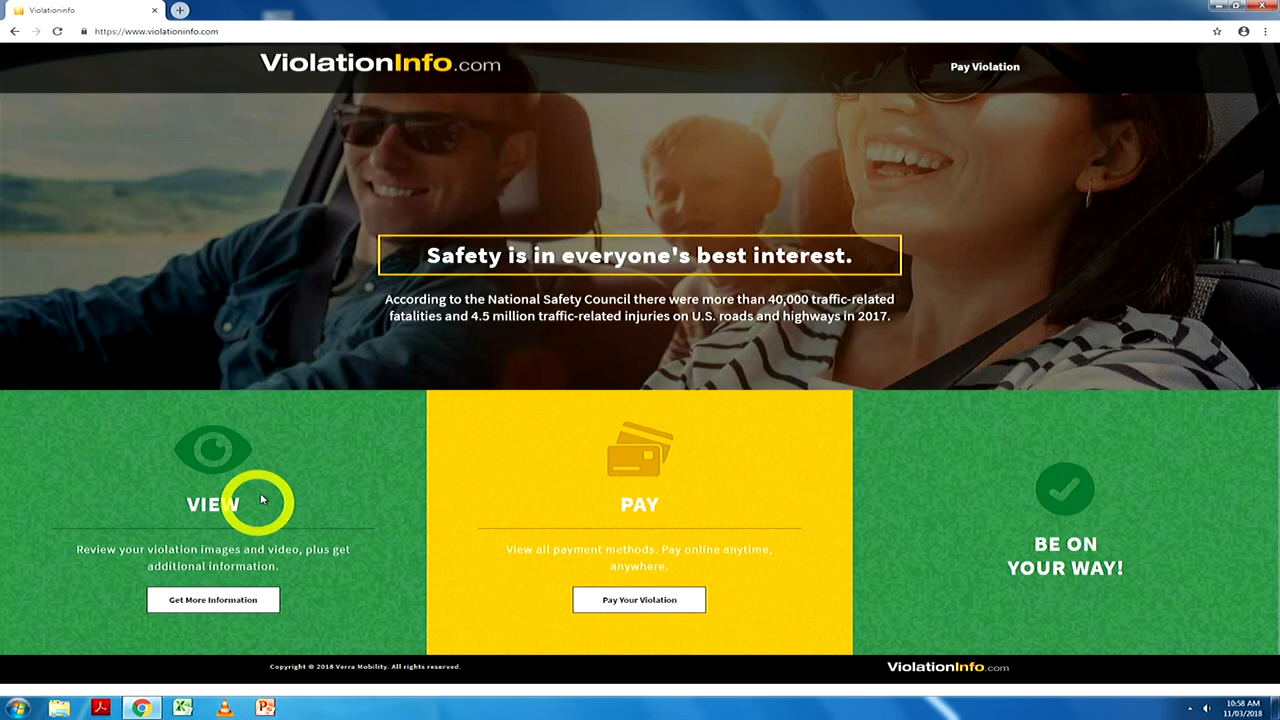 Violationinfo
https://www.violationinfo.com
ViolationInfo.com
Pay Violation
Safety is in everyone's best interest.
According to the National Safety Council there were more than 40,000 traffic-related
fatalities and 4.5 million traffic-related injuries on U.S. roads and highways in 2017.
VIEW
Review your violation images and video, plus get
additional information.
Get More Information
PAY
View all payment methods. Pay online anytime,
anywhere.
Pay Your Violation
BE ON
YOUR WAY!
Copyright © 2018 Verra Mobility. All rights reserved.
ViolationInfo.com
10:58 AM
11/03/2018